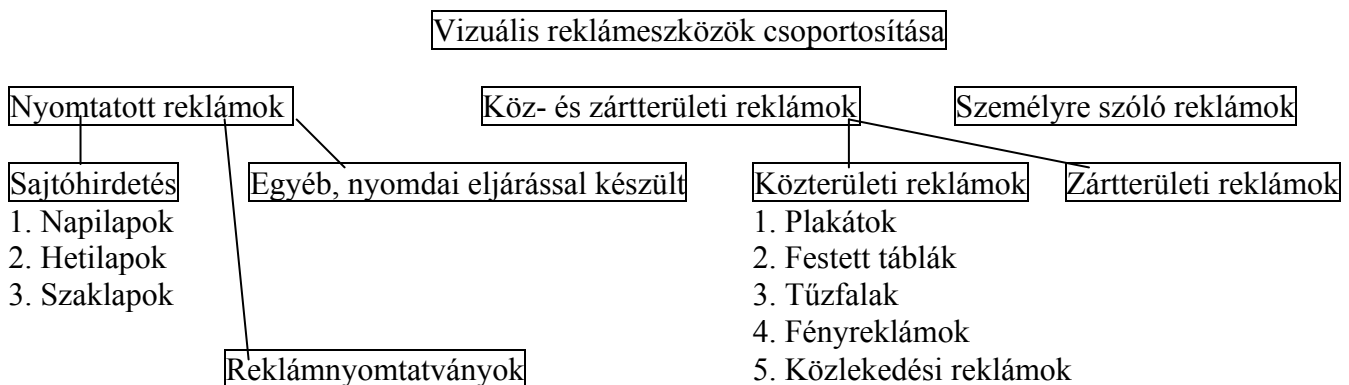 Vizuális reklámeszközök csoportosítása
Nyomtatott reklámok
Köz- és zártterületi reklámok
Személyre szóló reklámok
Sajtóhirdetés
Egyéb, nyomdai eljárással készült
Közterületi reklámok
Zártterületi reklámok
1. Napilapok
2. Hetilapok
3. Szaklapok
1. Plakátok
2. Festett táblák
3. Tűzfalak
4. Fényreklámok
5. Közlekedési reklámok
Reklámnyomtatványok